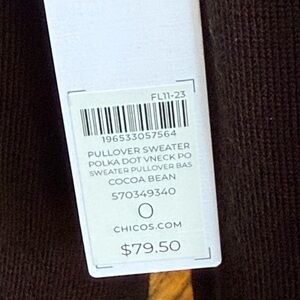 FL11-23
196533057564
PULLOVER SWEATER
POLKA DOT VNECK PO
SWEATER PULLOVER BAS
COCOA BEAN
570349340
0
CHICOS.COM
$79.50